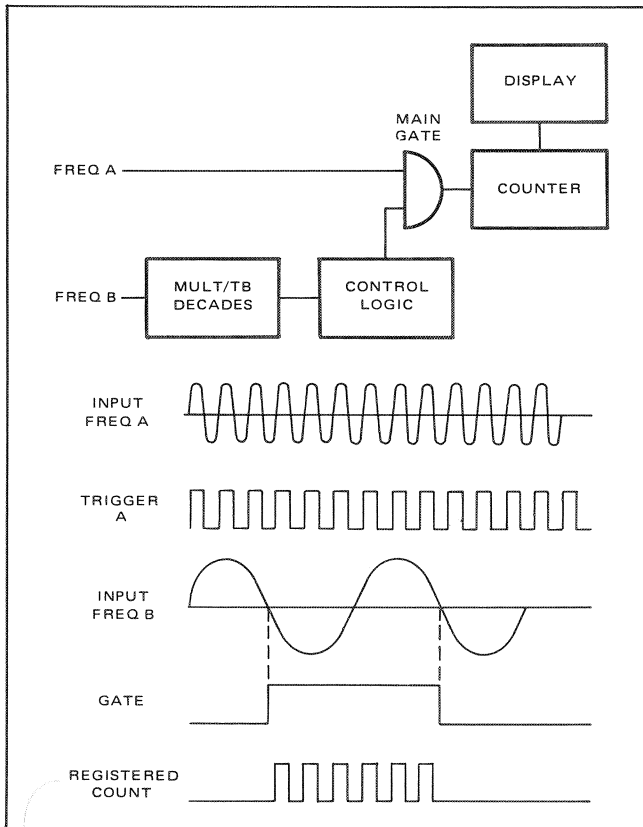 DISPLAY
MAIN
GATE
FREQ A
COUNTER
FREQ B
MULT/TB
DECADES
CONTROL
LOGIC
INPUT
FREQ A
TRIGGER
A
INPUT
FREQ B
GATE
REGISTERED
COUNT